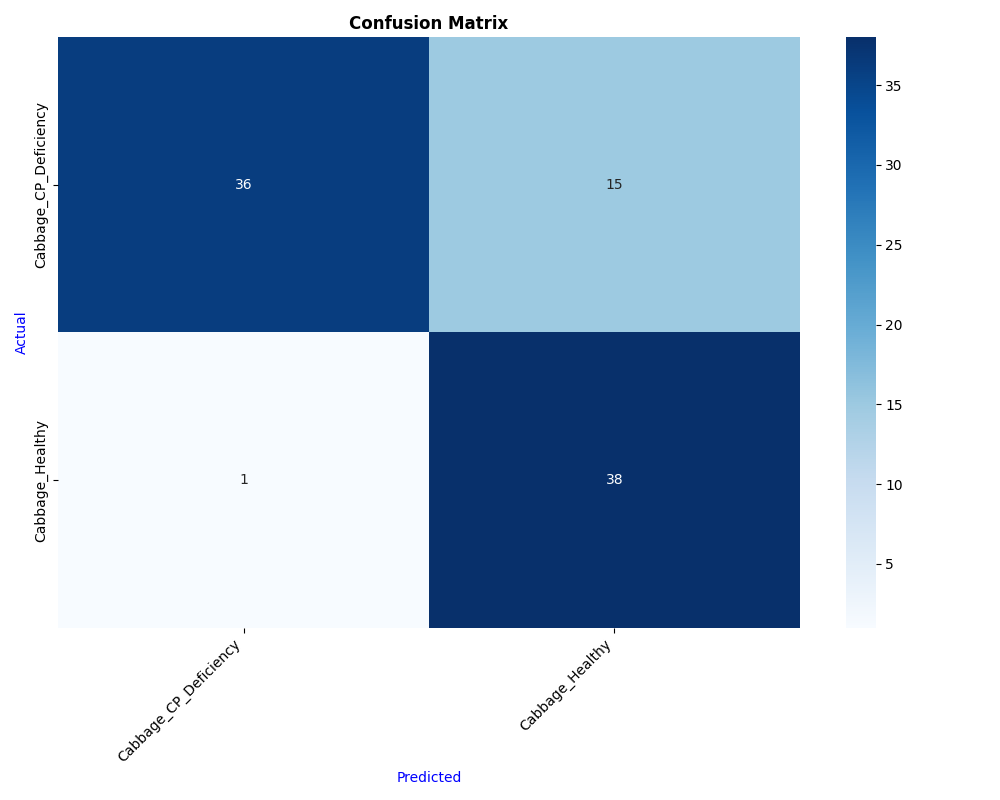 Confusion Matrix
Actual
Cabbage_CP_Deficiency
36
15
35
30
25
20
15
10
5
Cabbage_Healthy
1
38
Cabbage_CP_Deficiency
Cabbage_Healthy
Predicted